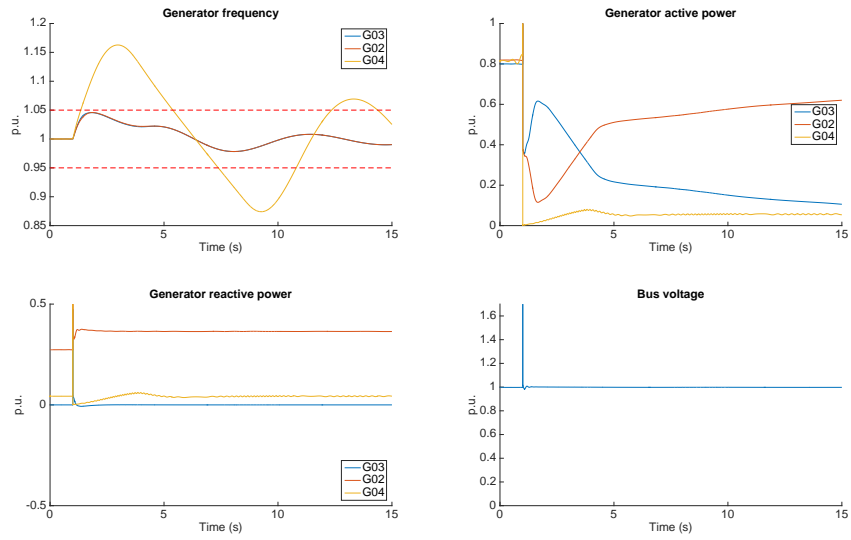 Generator frequency
1.2
1.15
1.1
1.05
1
0.95
0.9
0.85
p.u.
0
5
10
15
Time (s)
G03
G02
G04
Generator active power
1
0.8
0.6
0.4
0.2
0
p.u.
0
5
10
15
Time (s)
G03
G02
G04
Generator reactive power
0.5
0
-0.5
p.u.
0
5
10
15
Time (s)
G03
G02
G04
Bus voltage
1.6
1.4
1.2
1
0.8
0.6
0.4
0.2
0
p.u.
0
5
10
15
Time (s)